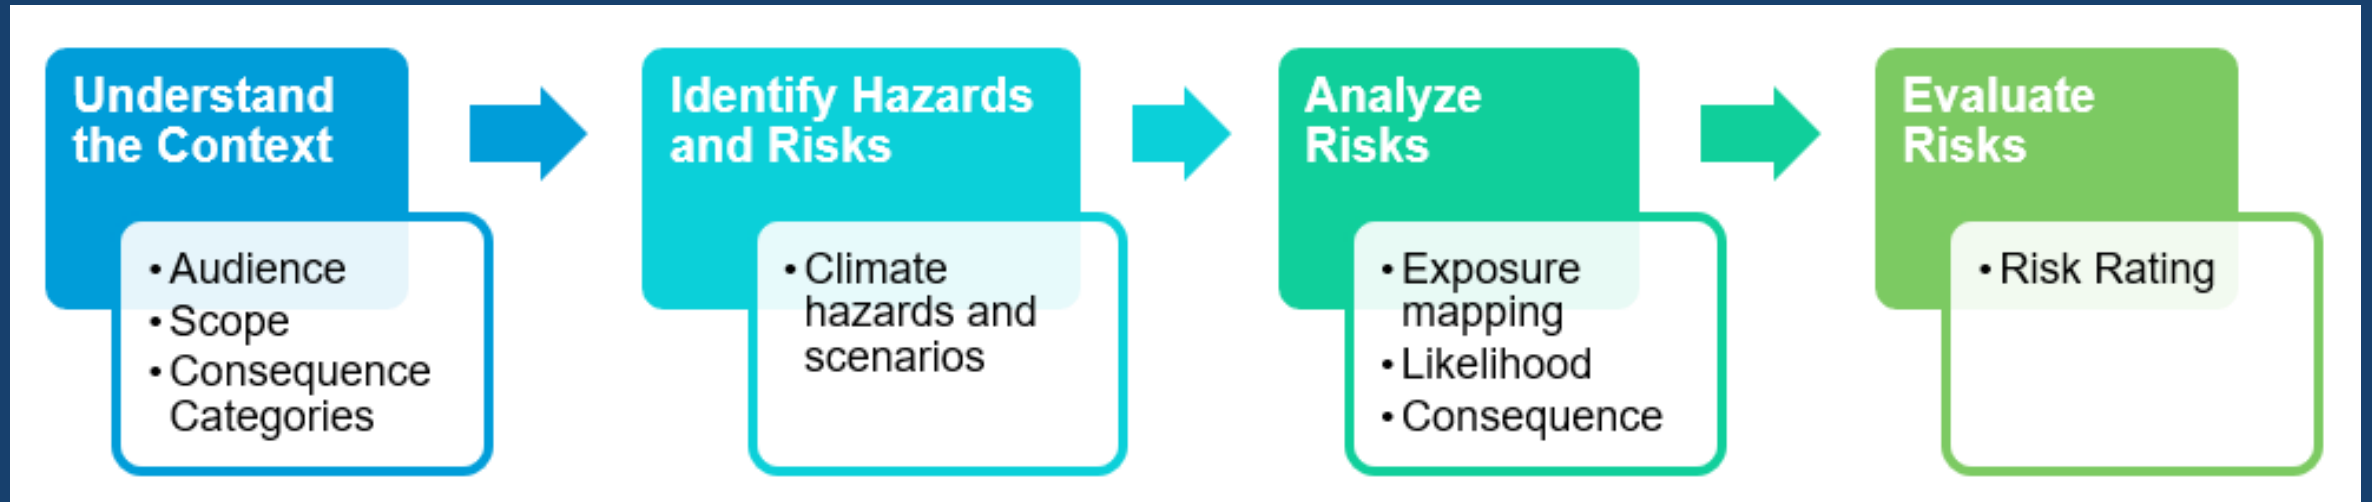 Understand
the Context
• Audience
• Scope
• Consequence
Categories
Identify Hazards
and Risks
• Climate
hazards and
scenarios
Analyze
Risks
• Exposure
mapping
• Likelihood
• Consequence
Evaluate
Risks
• Risk Rating